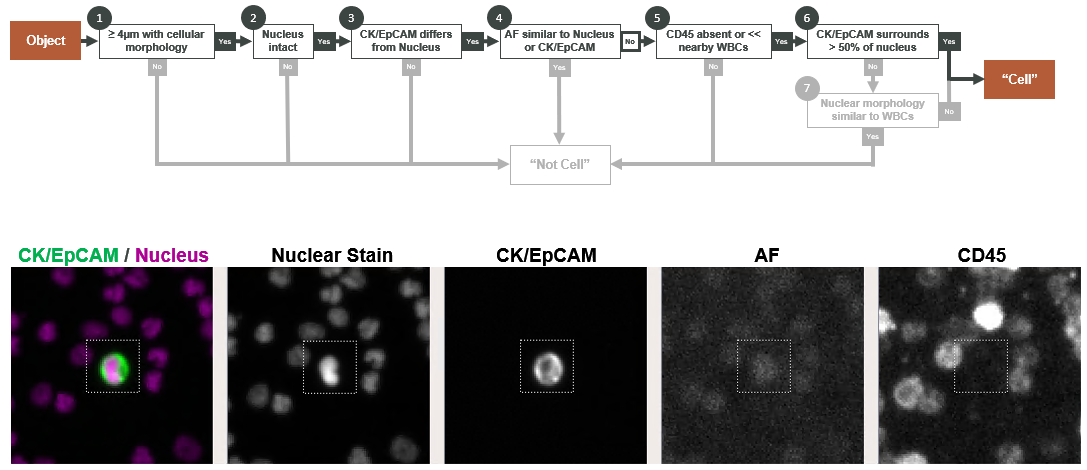 Object
1
≥ 4µm with cellular
morphology
Yes
No
2
Nucleus
intact
Yes
No
3
CK/EpCAM differs
from Nucleus
Yes
No
4
AF similar to Nucleus
or CK/EpCAM
No
Yes
5
CD45 absent or <<
nearby WBCs
Yes
No
6
CK/EpCAM surrounds
> 50% of nucleus
Yes
No
“Cell”
7
Nuclear morphology
similar to WBCs
No
Yes
“Not Cell”
CK/EpCAM / Nucleus
Nuclear Stain
CK/EpCAM
AF
CD45